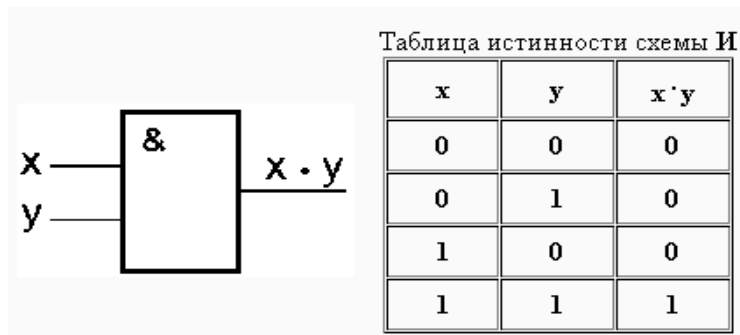 Таблица истинности схемы И
x y x·y
0 0 0
0 1 0
1 0 0
1 1 1
&
x x · y
y